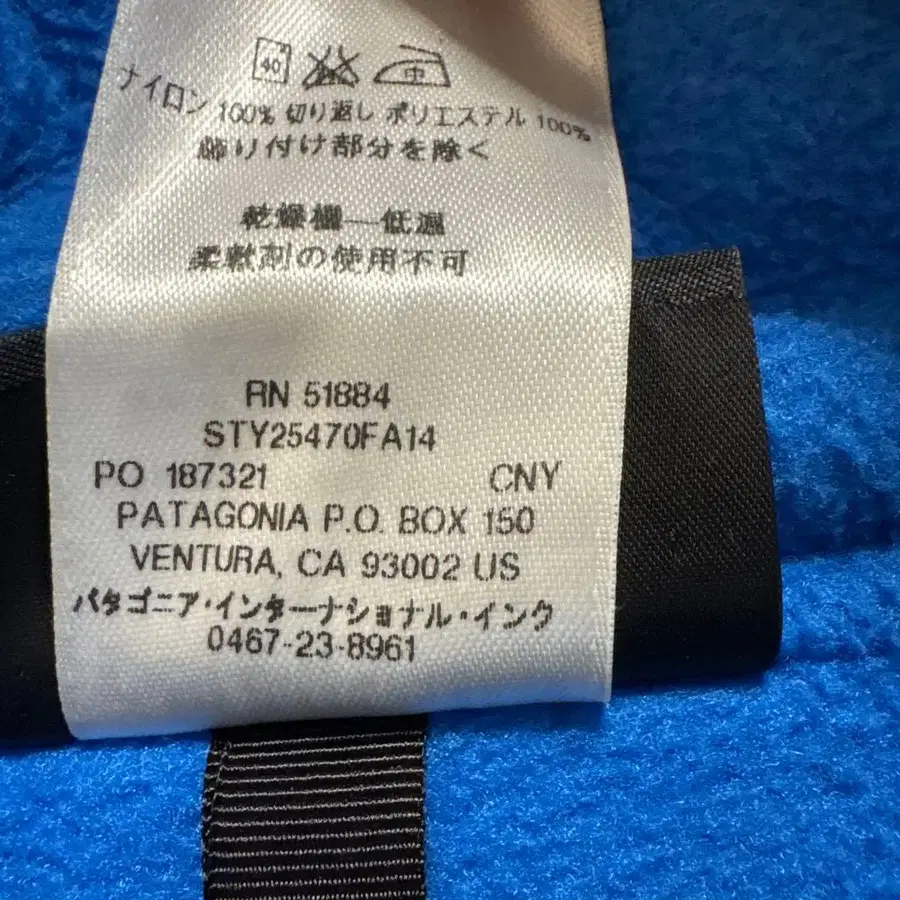 40
中
ナイロン 100% 切り返し ポリエステル 100%
飾り付け部分を除く
乾燥機—低温
柔軟剤の使用不可
RN 51884
STY25470FA14
PO 187321 CNY
PATAGONIA P.O. BOX 150
VENTURA, CA 93002 US
パタゴニア・インターナショナル・インク
0467-23-8961